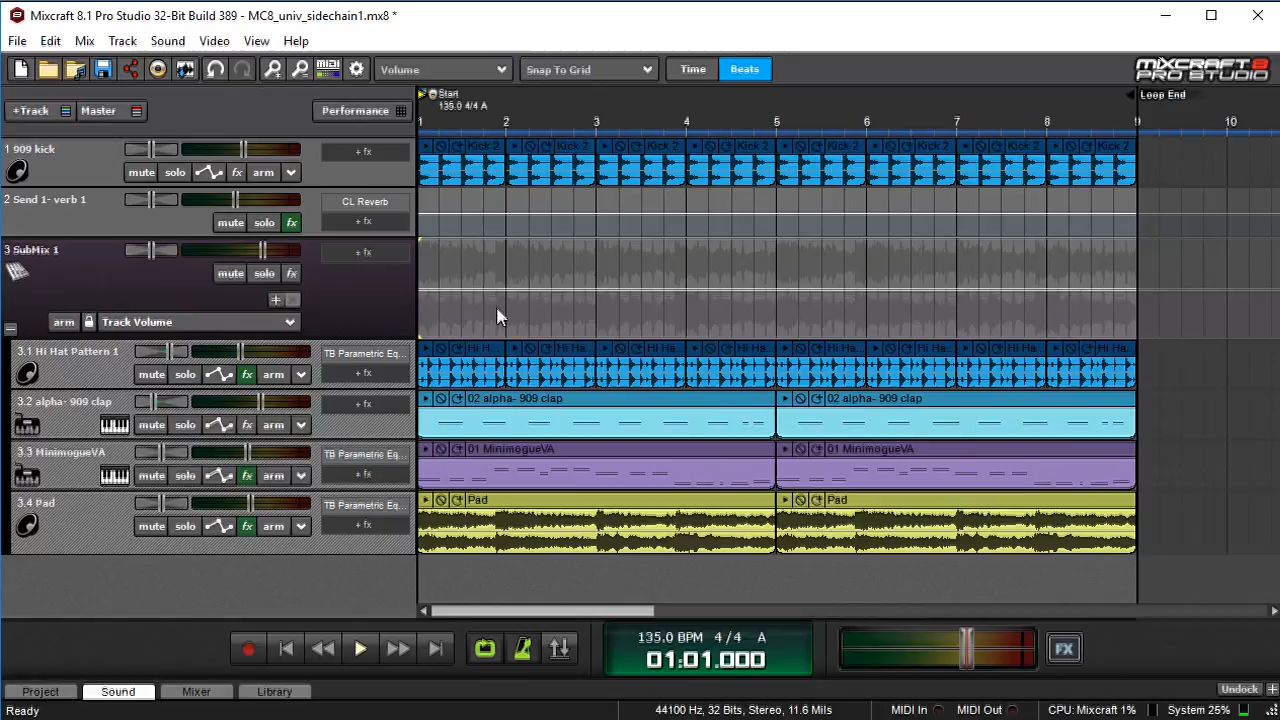 Mixcraft 8.1 Pro Studio 32-Bit Build 389 - MC8_univ_sidechain1.mx8 *
File Edit Mix Track Sound Video View Help
midi Volume Snap To Grid Time Beats MIXCRAFT 8 PRO STUDIO
+Track Master Performance
Start Loop End
135.0 4/4 A
1 2 3 4 5 6 7 8 9 10
1 909 kick + fx Kick 2 Kick 2 Kick 2 Kick 2 Kick 2 Kick 2 Kick 2 Kick 2
mute solo fx arm
2 Send 1- verb 1 CL Reverb
mute solo fx + fx
3 SubMix 1 + fx
mute solo fx
arm Track Volume
3.1 Hi Hat Pattern 1 TB Parametric Eq... Hi H... Hi Ha... Hi Ha... Hi Ha... Hi Ha... Hi Ha... Hi Ha... Hi Ha...
mute solo fx arm + fx
3.2 alpha- 909 clap + fx 02 alpha- 909 clap 02 alpha- 909 clap
mute solo fx arm
3.3 MinimogueVA TB Parametric Eq... 01 MinimogueVA 01 MinimogueVA
mute solo fx arm + fx
3.4 Pad TB Parametric Eq... Pad Pad
mute solo fx arm + fx
135.0 BPM 4/4 A
01:01.000
FX
Project Sound Mixer Library Undock
Ready 44100 Hz, 32 Bits, Stereo, 11.6 Mils MIDI In MIDI Out CPU: Mixcraft 1% System 25%